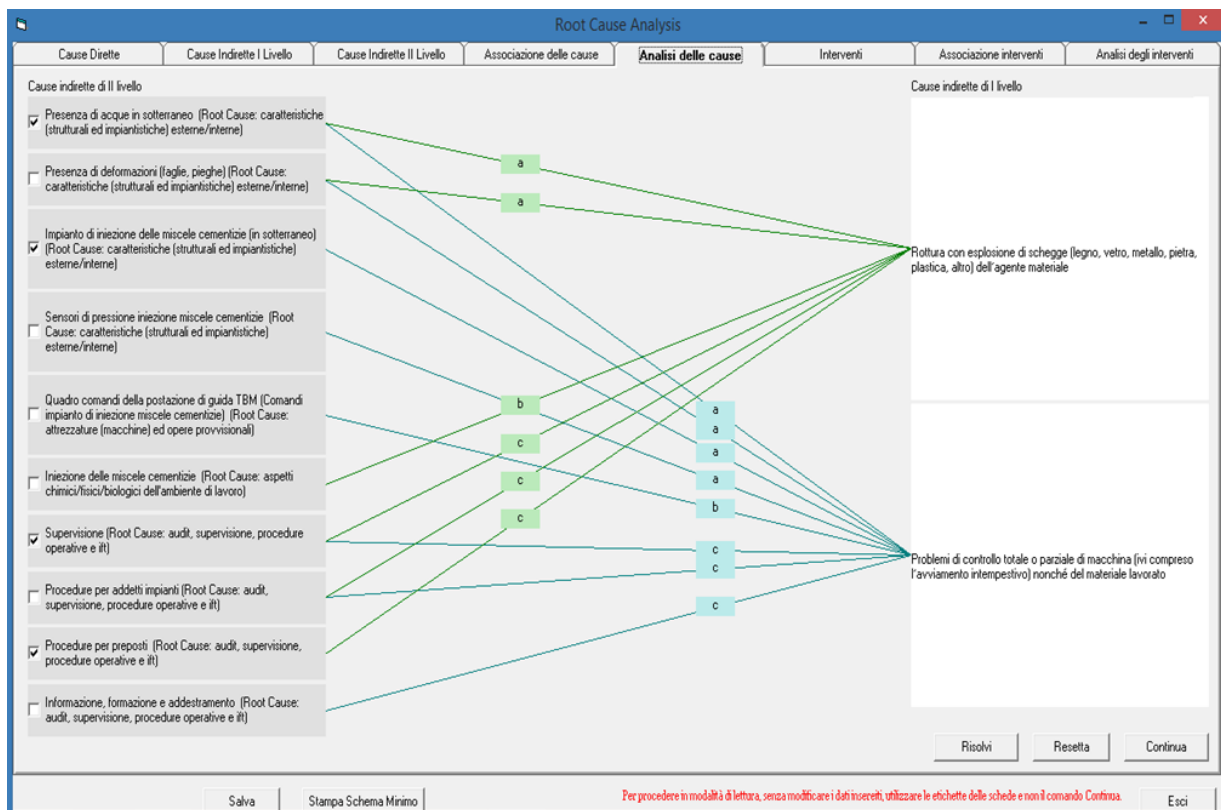 Root Cause Analysis
Cause Dirette
Cause Indirette I Livello
Cause Indirette II Livello
Associazione delle cause
Analisi delle cause
Interventi
Associazione interventi
Analisi degli interventi
Cause indirette di II livello
Cause indirette di I livello
Presenza di acque in sotterraneo (Root Cause: caratteristiche
(strutturali ed impiantistiche) esterne/interne)
Presenza di deformazioni (faglie, pieghe) (Root Cause:
caratteristiche (strutturali ed impiantistiche) esterne/interne)
Impianto di iniezione delle miscele cementizie (in sotterraneo)
(Root Cause: caratteristiche (strutturali ed impiantistiche)
esterne/interne)
Sensori di pressione iniezione miscele cementizie (Root
Cause: caratteristiche (strutturali ed impiantistiche)
esterne/interne)
Quadro comandi della postazione di guida TBM (Comandi
impianto di iniezione miscele cementizie) (Root Cause:
attrezzature (macchine) ed opere provvisionali)
Iniezione delle miscele cementizie (Root Cause: aspetti
chimici/fisici/biologici dell'ambiente di lavoro)
Supervisione (Root Cause: audit, supervisione, procedure
operative e ift)
Procedure per addetti impianti (Root Cause: audit,
supervisione, procedure operative e ift)
Procedure per preposti (Root Cause: audit, supervisione,
procedure operative e ift)
Informazione, formazione e addestramento (Root Cause:
audit, supervisione, procedure operative e ift)
a
a
b
c
c
c
a
a
a
a
b
c
c
c
Rottura con esplosione di schegge (legno, vetro, metallo, pietra,
plastica, altro) dell'agente materiale
Problemi di controllo totale o parziale di macchina (ivi compreso
l'avviamento intempestivo) nonché del materiale lavorato
Risolvi
Resetta
Continua
Salva
Stampa Schema Minimo
Per procedere in modalità di lettura, senza modificare i dati insereiti, utilizzare le etichette delle schede e non il comando Continua.
Esci